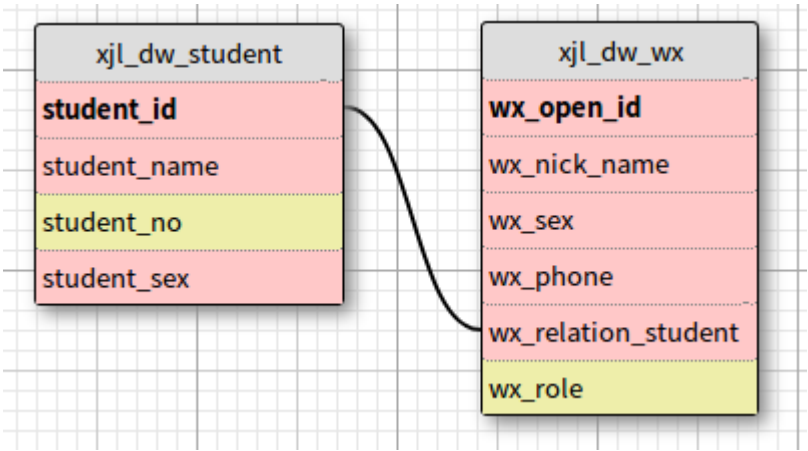 xjl_dw_student
student_id
student_name
student_no
student_sex
xjl_dw_wx
wx_open_id
wx_nick_name
wx_sex
wx_phone
wx_relation_student
wx_role